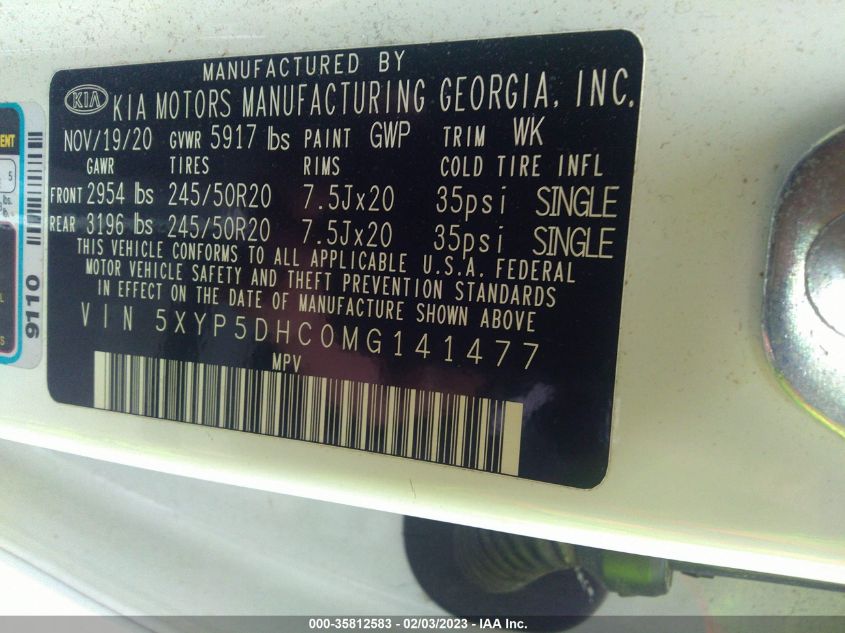 MANUFACTURED BY
KIA KIA MOTORS MANUFACTURING GEORGIA, INC.
NOV/19/20 GVWR 5917 lbs PAINT GWP TRIM WK
GAWR TIRES RIMS COLD TIRE INFL
FRONT 2954 lbs 245/50R20 7.5Jx20 35psi SINGLE
REAR 3196 lbs 245/50R20 7.5Jx20 35psi SINGLE
THIS VEHICLE CONFORMS TO ALL APPLICABLE U.S.A. FEDERAL
MOTOR VEHICLE SAFETY AND THEFT PREVENTION STANDARDS
IN EFFECT ON THE DATE OF MANUFACTURE SHOWN ABOVE
VIN 5XYP5DHC0MG141477
MPV
9110
5
000-35812583 - 02/03/2023 - IAA Inc.